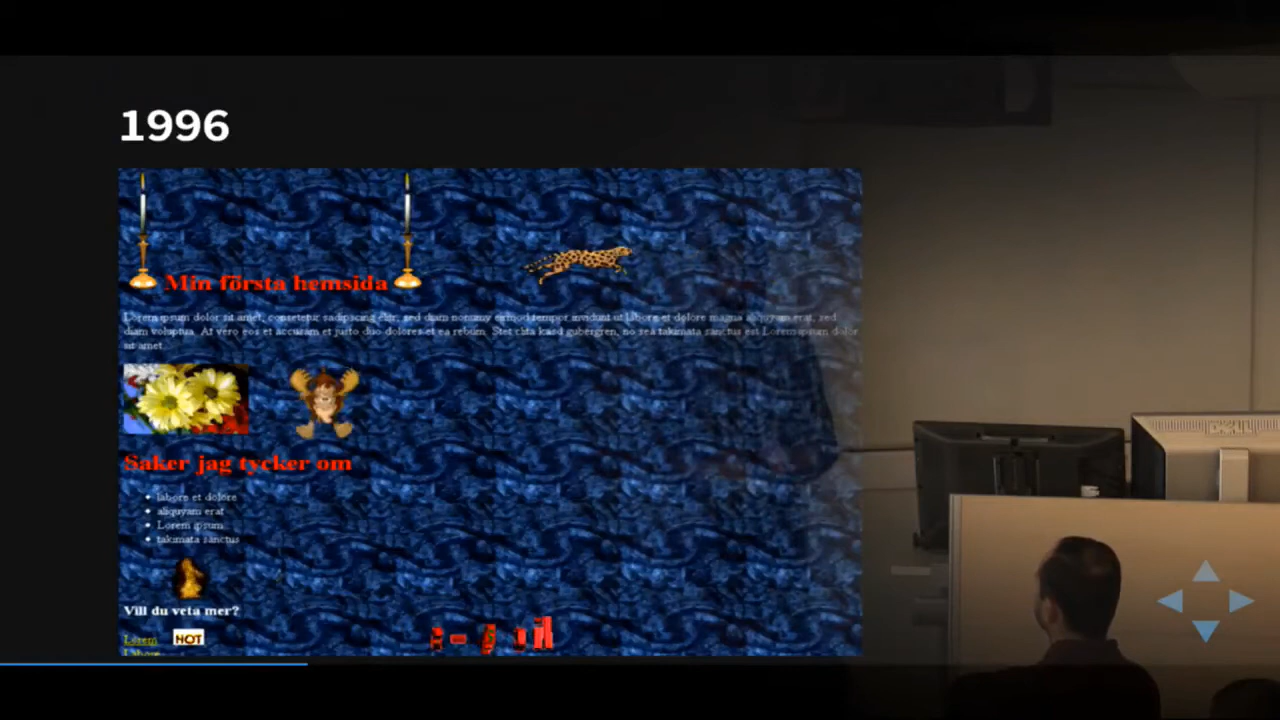 1996
Min första hemsida
Lorem ipsum dolor sit amet, consetetur sadipscing elitr, sed diam nonumy eirmod tempor invidunt ut labore et dolore magna aliquyam erat, sed
diam voluptua. At vero eos et accusam et justo duo dolores et ea rebum. Stet clita kasd gubergren, no sea takimata sanctus est Lorem ipsum dolor
sit amet.
Saker jag tycker om
labore et dolore
aliquyam erat
Lorem ipsum
takimata sanctus
Vill du veta mer?
Lorem
HOT
Labore
DELL